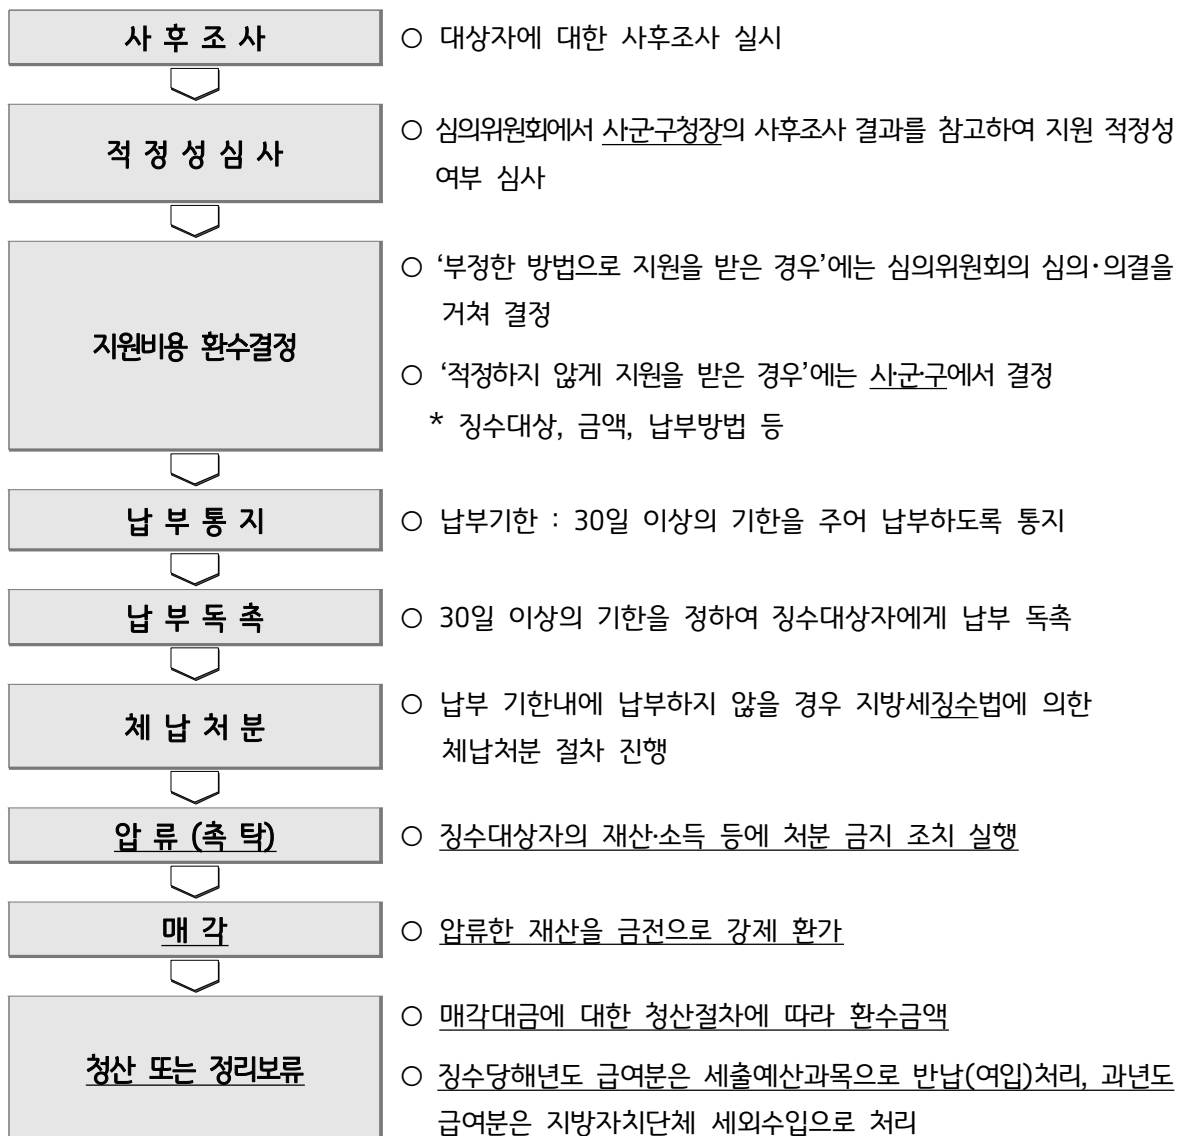 사 후 조 사
○ 대상자에 대한 사후조사 실시
적 정 성 심 사
○ 심의위원회에서 시·군·구청장의 사후조사 결과를 참고하여 지원 적정성
여부 심사
지원비용 환수결정
○ ‘부정한 방법으로 지원을 받은 경우’에는 심의위원회의 심의·의결을
거쳐 결정
○ ‘적정하지 않게 지원을 받은 경우’에는 시·군·구에서 결정
* 징수대상, 금액, 납부방법 등
납 부 통 지
○ 납부기한 : 30일 이상의 기한을 주어 납부하도록 통지
납 부 독 촉
○ 30일 이상의 기한을 정하여 징수대상자에게 납부 독촉
체 납 처 분
○ 납부 기한내에 납부하지 않을 경우 지방세징수법에 의한
체납처분 절차 진행
압 류 (촉 탁)
○ 징수대상자의 재산·소득 등에 처분 금지 조치 실행
매 각
○ 압류한 재산을 금전으로 강제 환가
청산 또는 정리보류
○ 매각대금에 대한 청산절차에 따라 환수금액
○ 징수당해년도 급여분은 세출예산과목으로 반납(여입)처리, 과년도
급여분은 지방자치단체 세외수입으로 처리